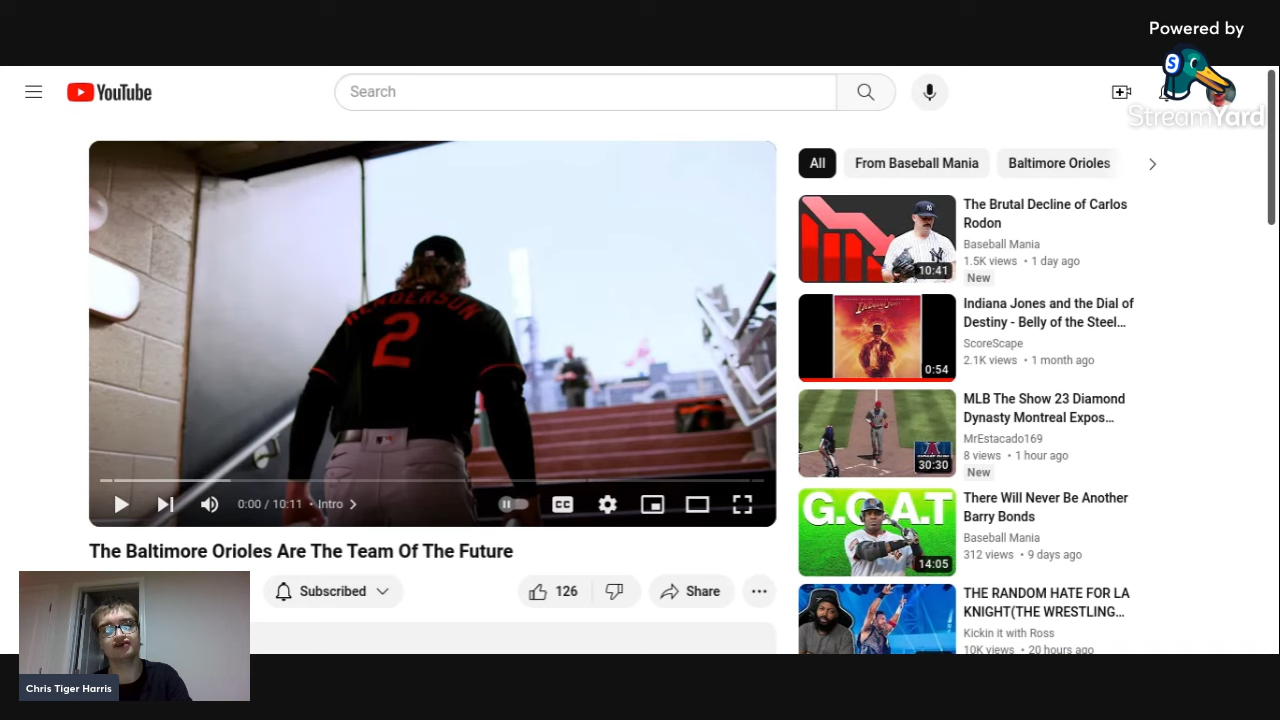 Powered by
S
StreamYard
YouTube
Search
HENDERSON
2
0:00 / 10:11 • Intro
CC
The Baltimore Orioles Are The Team Of The Future
Subscribed
126
Share
All
From Baseball Mania
Baltimore Orioles
10:41
The Brutal Decline of Carlos
Rodon
Baseball Mania
1.5K views • 1 day ago
New
0:54
Indiana Jones and the Dial of
Destiny - Belly of the Steel...
ScoreScape
2.1K views • 1 month ago
30:30
MLB The Show 23 Diamond
Dynasty Montreal Expos...
MrEstacado169
8 views • 1 hour ago
New
G.O.A.T
14:05
There Will Never Be Another
Barry Bonds
Baseball Mania
312 views • 9 days ago
THE RANDOM HATE FOR LA
KNIGHT(THE WRESTLING...
Kickin it with Ross
10K views • 20 hours ago
Chris Tiger Harris